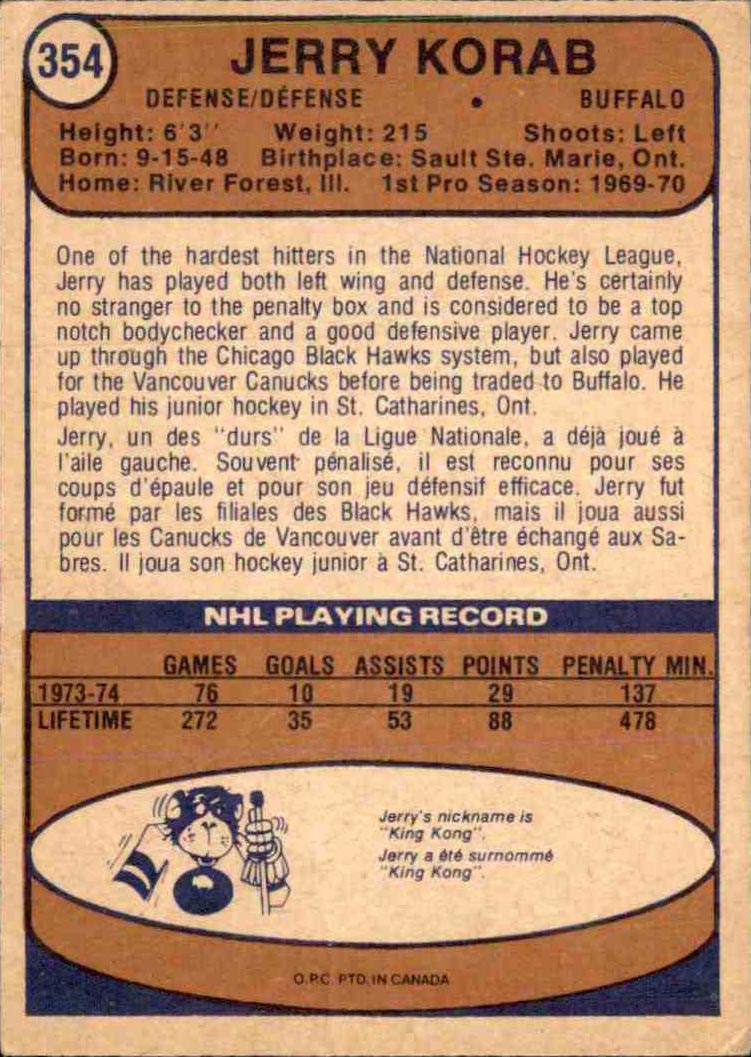 354
JERRY KORAB
DEFENSE/DÉFENSE • BUFFALO
Height: 6'3'' Weight: 215 Shoots: Left
Born: 9-15-48 Birthplace: Sault Ste. Marie, Ont.
Home: River Forest, Ill. 1st Pro Season: 1969-70
One of the hardest hitters in the National Hockey League,
Jerry has played both left wing and defense. He's certainly
no stranger to the penalty box and is considered to be a top
notch bodychecker and a good defensive player. Jerry came
up through the Chicago Black Hawks system, but also played
for the Vancouver Canucks before being traded to Buffalo. He
played his junior hockey in St. Catharines, Ont.
Jerry, un des "durs" de la Ligue Nationale, a déjà joué à
l'aile gauche. Souvent pénalisé, il est reconnu pour ses
coups d'épaule et pour son jeu défensif efficace. Jerry fut
formé par les filiales des Black Hawks, mais il joua aussi
pour les Canucks de Vancouver avant d'être échangé aux Sa-
bres. Il joua son hockey junior à St. Catharines, Ont.
NHL PLAYING RECORD
GAMES GOALS ASSISTS POINTS PENALTY MIN.
1973-74 76 10 19 29 137
LIFETIME 272 35 53 88 478
Jerry's nickname is
"King Kong".
Jerry a été surnommé
"King Kong".
O.P.C. PTD. IN CANADA